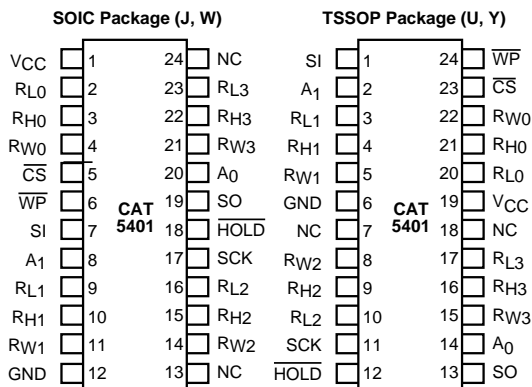 SOIC Package (J, W)
VCC 1 24 NC
RL0 2 23 RL3
RH0 3 22 RH3
RW0 4 21 RW3
CS 5 20 A0
WP 6 19 SO
CAT
5401
SI 7 18 HOLD
A1 8 17 SCK
RL1 9 16 RL2
RH1 10 15 RH2
RW1 11 14 RW2
GND 12 13 NC
TSSOP Package (U, Y)
SI 1 24 WP
A1 2 23 CS
RL1 3 22 RW0
RH1 4 21 RH0
RW1 5 20 RL0
GND 6 19 VCC
CAT
5401
NC 7 18 NC
RW2 8 17 RL3
RH2 9 16 RH3
RL2 10 15 RW3
SCK 11 14 A0
HOLD 12 13 SO